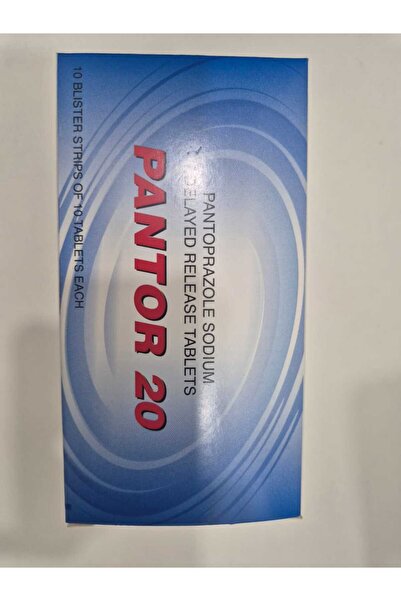 PANTOPRAZOLE SODIUM
DELAYED RELEASE TABLETS
PANTOR 20
10 BLISTER STRIPS OF 10 TABLETS EACH